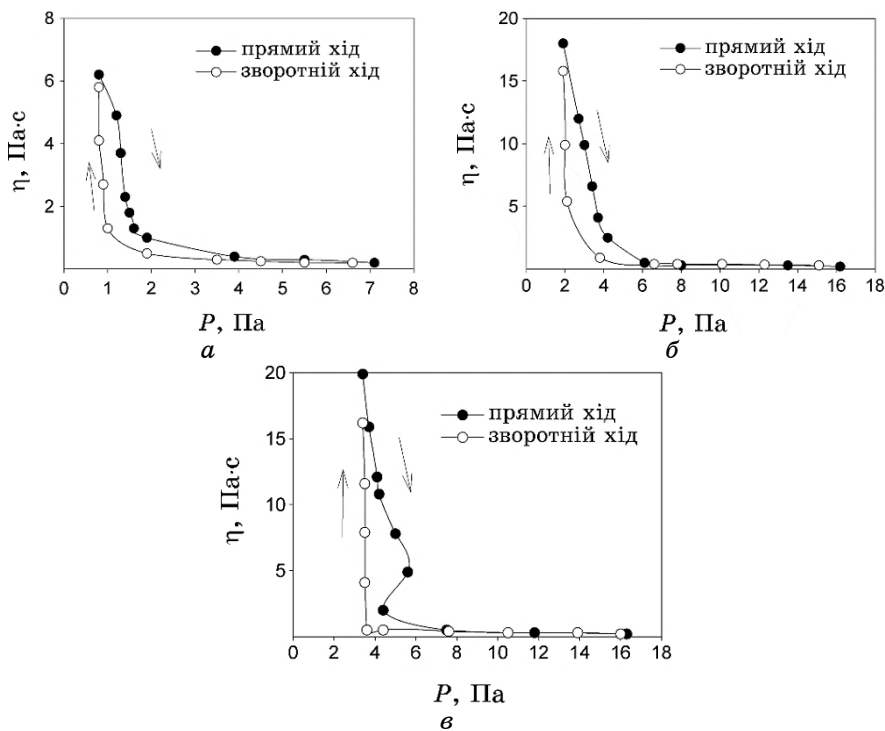 8
6
4
2
η, Па·с
прямий хід
зворотній хід
0 1 2 3 4 5 6 7 8
P, Па
а
20
15
10
5
η, Па·с
прямий хід
зворотній хід
0 2 4 6 8 10 12 14 16 18
P, Па
б
20
15
10
5
η, Па·с
прямий хід
зворотній хід
0 2 4 6 8 10 12 14 16 18
P, Па
в